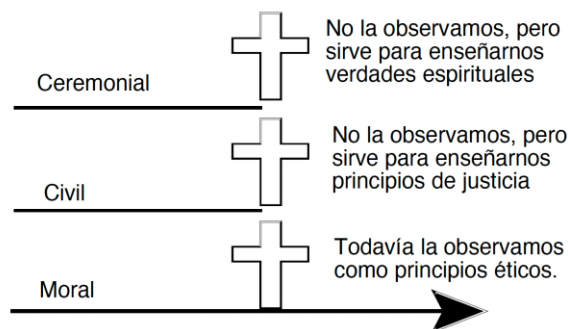 No la observamos, pero
sirve para enseñarnos
verdades espirituales
Ceremonial
No la observamos, pero
sirve para enseñarnos
principios de justicia
Civil
Todavía la observamos
como principios éticos.
Moral